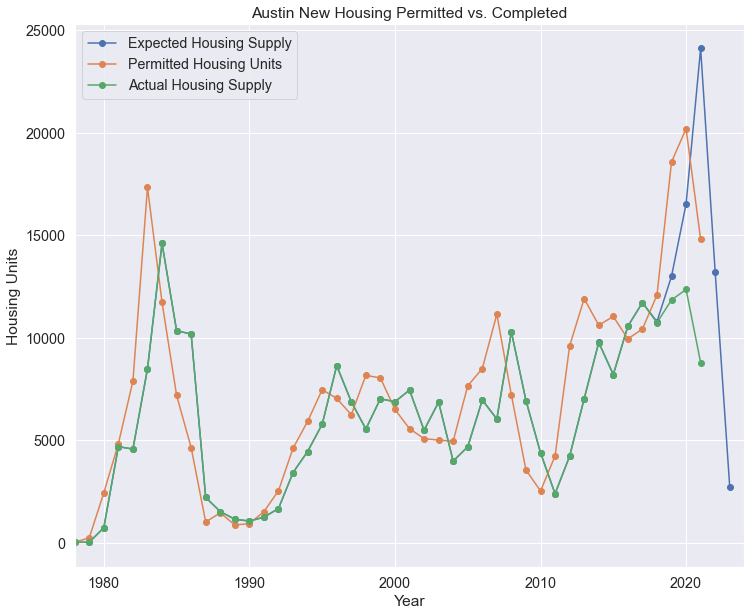 Austin New Housing Permitted vs. Completed
Expected Housing Supply
Permitted Housing Units
Actual Housing Supply
25000
20000
15000
10000
5000
0
Housing Units
1980
1990
2000
2010
2020
Year